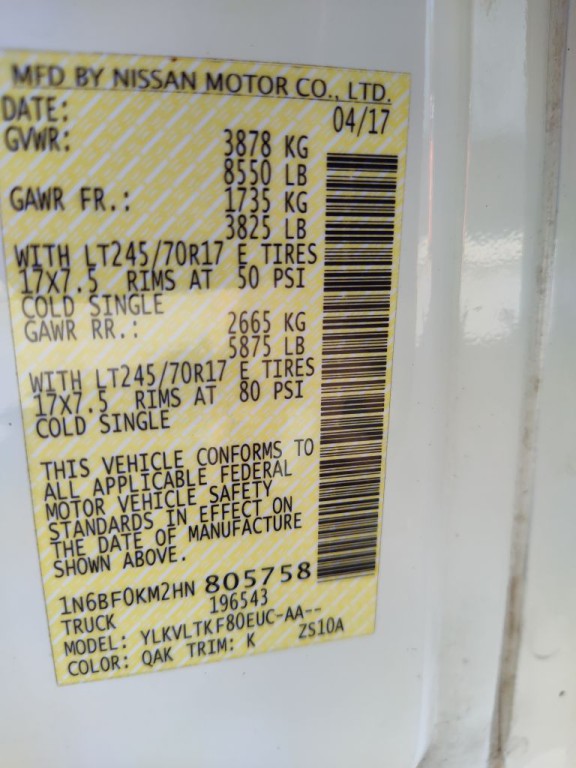 MFD BY NISSAN MOTOR CO., LTD.
DATE: 04/17
GVWR: 3878 KG
8550 LB
GAWR FR.: 1735 KG
3825 LB
WITH LT245/70R17 E TIRES
17X7.5 RIMS AT 50 PSI
COLD SINGLE
GAWR RR.: 2665 KG
5875 LB
WITH LT245/70R17 E TIRES
17X7.5 RIMS AT 80 PSI
COLD SINGLE
THIS VEHICLE CONFORMS TO
ALL APPLICABLE FEDERAL
MOTOR VEHICLE SAFETY
STANDARDS IN EFFECT ON
THE DATE OF MANUFACTURE
SHOWN ABOVE.
1N6BF0KM2HN 805758
TRUCK 196543
MODEL: YLKVLTKF80EUC-AA--
COLOR: QAK TRIM: K ZS10A